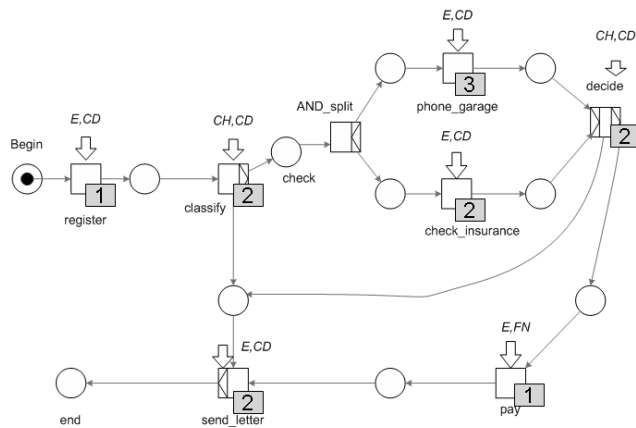 E,CD
CH,CD
E,CD
phone_garage
3
decide
2
AND_split
Begin
E,CD
CH,CD
E,CD
check
1
register
classify
2
check_insurance
2
E,CD
E,FN
end
send_letter
2
pay
1